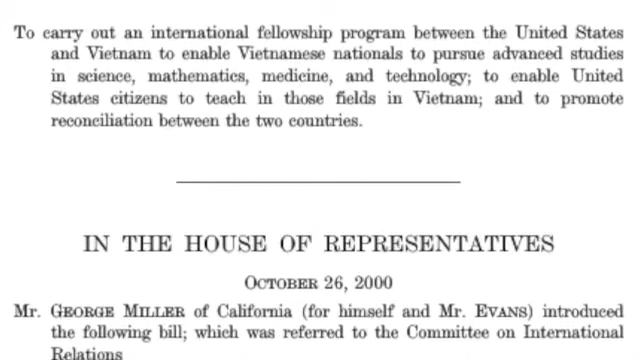 To carry out an international fellowship program between the United States
and Vietnam to enable Vietnamese nationals to pursue advanced studies
in science, mathematics, medicine, and technology; to enable United
States citizens to teach in those fields in Vietnam; and to promote
reconciliation between the two countries.
IN THE HOUSE OF REPRESENTATIVES
OCTOBER 26, 2000
Mr. GEORGE MILLER of California (for himself and Mr. EVANS) introduced
the following bill; which was referred to the Committee on International
Relations